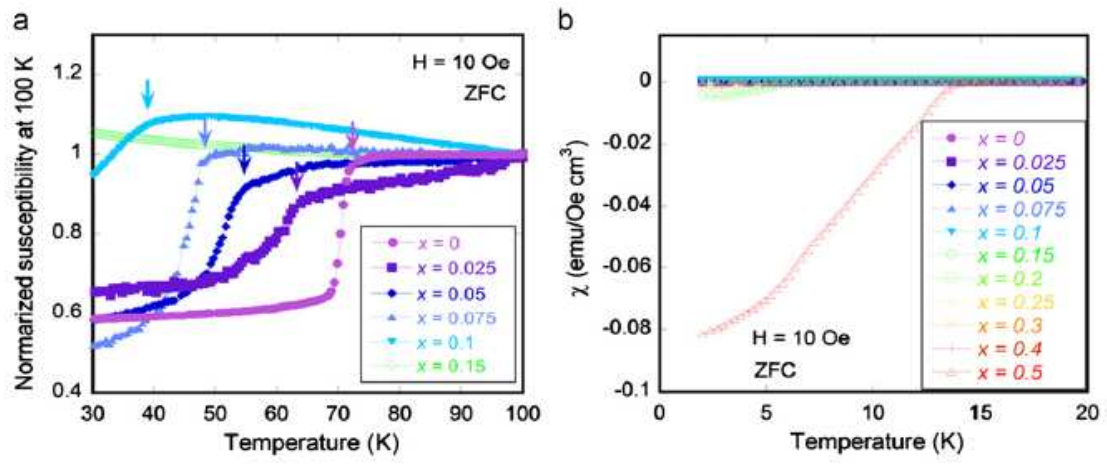 a
Normarized susceptibility at 100 K
1.2
1
0.8
0.6
0.4
H = 10 Oe
ZFC
x = 0
x = 0.025
x = 0.05
x = 0.075
x = 0.1
x = 0.15
30 40 50 60 70 80 90 100
Temperature (K)
b
χ (emu/Oe cm³)
0
-0.02
-0.04
-0.06
-0.08
-0.1
x = 0
x = 0.025
x = 0.05
x = 0.075
x = 0.1
x = 0.15
x = 0.2
x = 0.25
x = 0.3
x = 0.4
x = 0.5
H = 10 Oe
ZFC
0 5 10 15 20
Temperature (K)